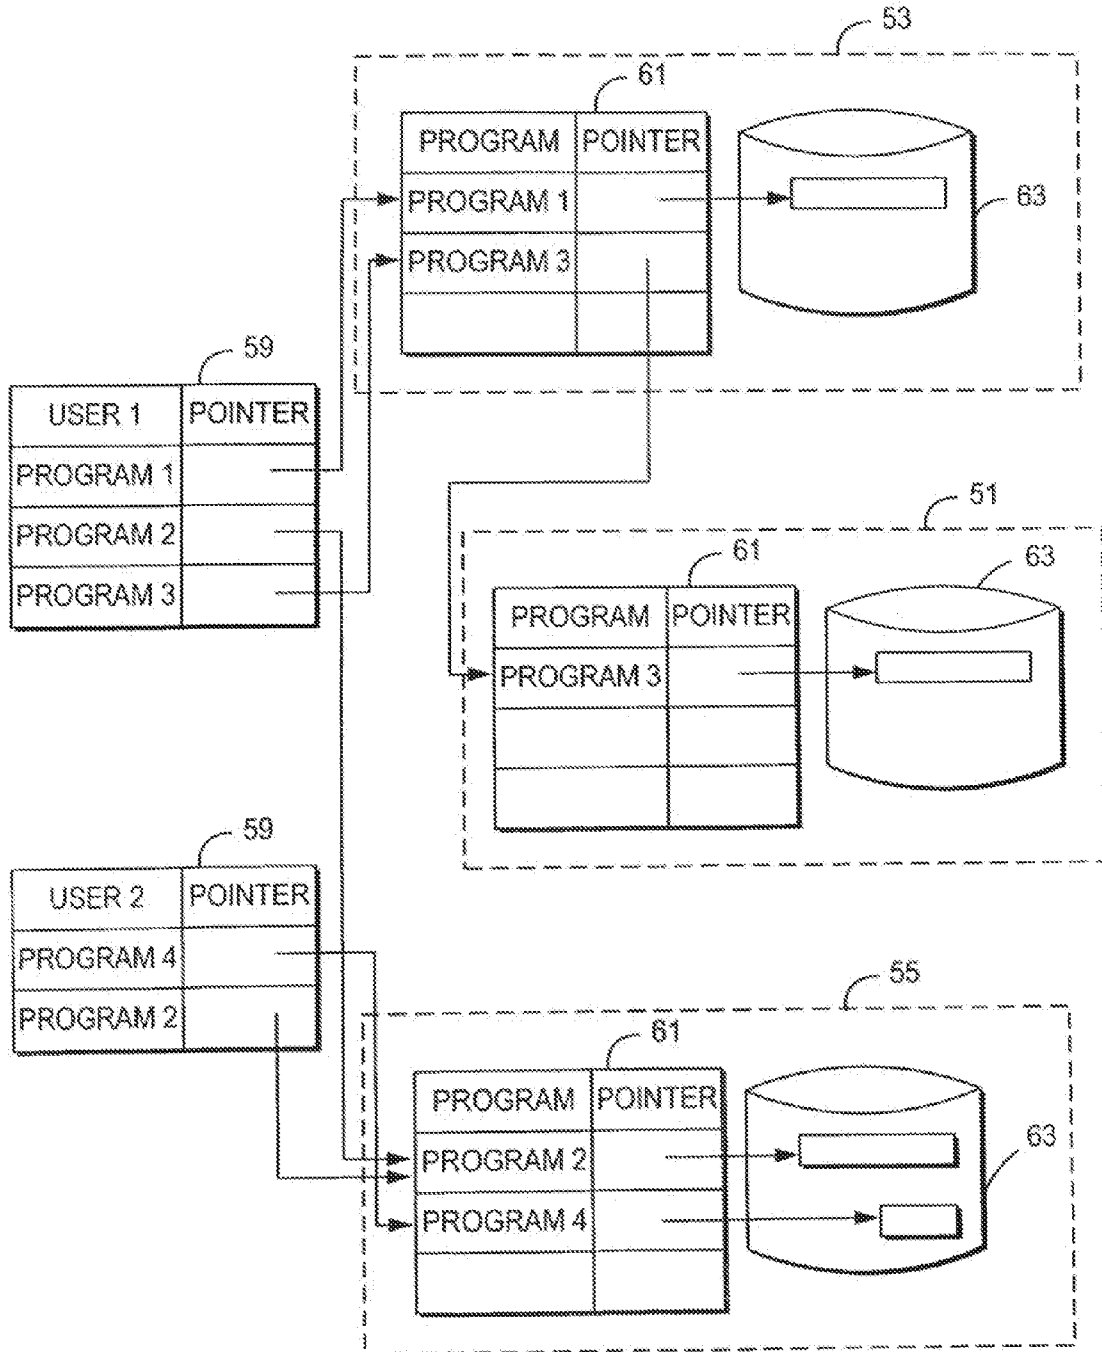 53
61
PROGRAM POINTER
PROGRAM 1
63
PROGRAM 3
59
USER 1 POINTER
PROGRAM 1
PROGRAM 2
PROGRAM 3
51
61
63
PROGRAM POINTER
PROGRAM 3
59
USER 2 POINTER
PROGRAM 4
PROGRAM 2
55
61
PROGRAM POINTER
63
PROGRAM 2
PROGRAM 4